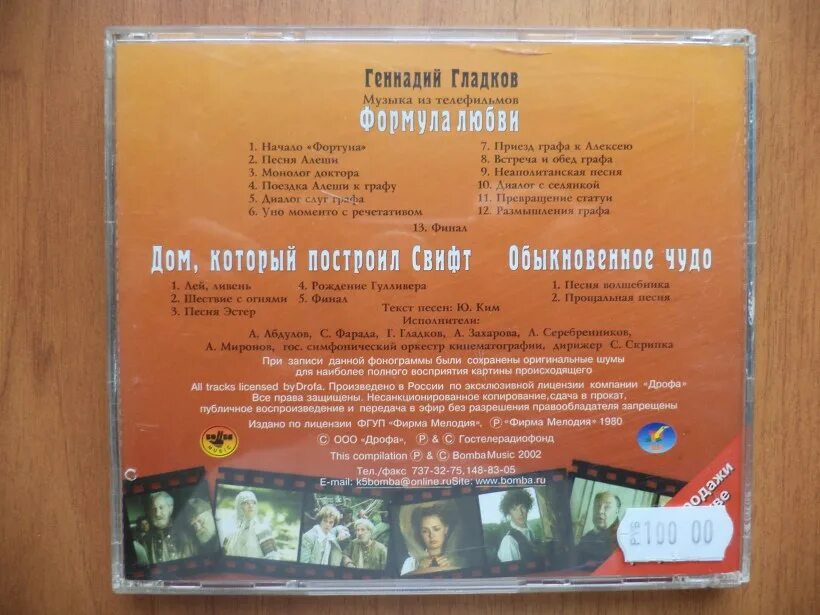 Геннадий Гладков
Музыка из телефильмов
Формула любви
1. Начало «Фортуна»
2. Песня Алеши
3. Монолог доктора
4. Поездка Алеши к графу
5. Диалог слуг графа
6. Уно моменто с речетативом
7. Приезд графа к Алексею
8. Встреча и обед графа
9. Неаполитанская песня
10. Диалог с селянкой
11. Превращение статуи
12. Размышления графа
13. Финал
Дом, который построил Свифт
1. Лей, ливень
2. Шествие с огнями
3. Песня Эстер
4. Рождение Гулливера
5. Финал
Обыкновенное чудо
1. Песня волшебника
2. Прощальная песня
Текст песен: Ю. Ким
Исполнители:
А. Абдулов, С. Фарада, Г. Гладков, А. Захарова, Л. Серебренников,
А. Миронов, гос. симфонический оркестр кинематографии, дирижер С. Скрипка
При записи данной фонограммы были сохранены оригинальные шумы
для наиболее полного восприятия картины происходящего
All tracks licensed byDrofa. Произведено в России по эксклюзивной лицензии компании «Дрофа»
Все права защищены. Несанкционированное копирование,сдача в прокат,
публичное воспроизведение и передача в эфир без разрешения правообладателя запрещены
Издано по лицензии ФГУП «Фирма Мелодия», Ⓟ «Фирма Мелодия» 1980
© ООО «Дрофа», Ⓟ & © Гостелерадиофонд
This compilation Ⓟ & © BombaMusic 2002
Тел./факс 737-32-75,148-83-05
E-mail: k5bomba@online.ruSite: www.bomba.ru
MUSIC
РУБ 100 00